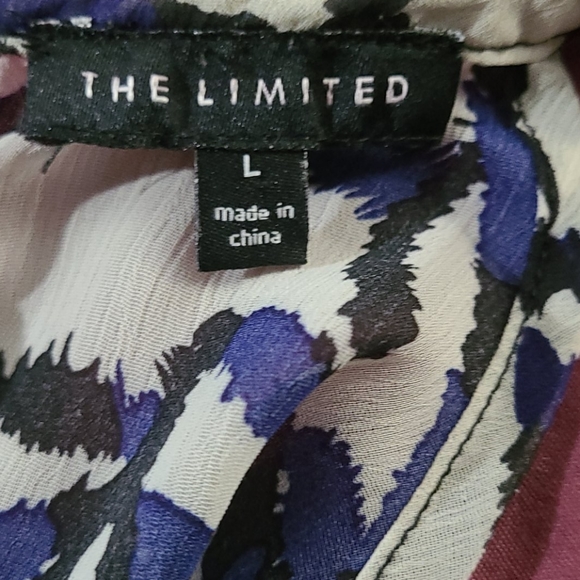 THE LIMITED
L
made in
china